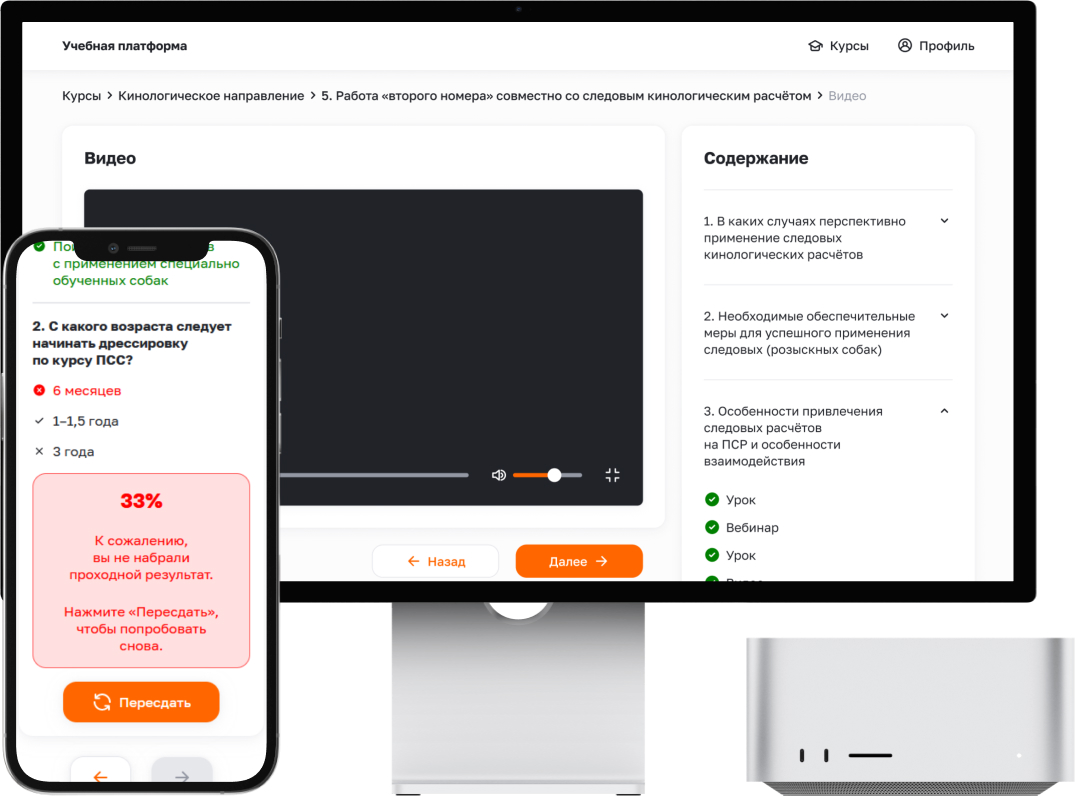 Учебная платформа
Курсы
Профиль
Курсы > Кинологическое направление > 5. Работа «второго номера» совместно со следовым кинологическим расчётом > Видео
Видео
Содержание
1. В каких случаях перспективно
применение следовых
кинологических расчётов
2. Необходимые обеспечительные
меры для успешного применения
следовых (розыскных собак)
3. Особенности привлечения
следовых расчётов
на ПСР и особенности
взаимодействия
Урок
Вебинар
Урок
Назад
Далее
с применением специально
обученных собак
2. С какого возраста следует
начинать дрессировку
по курсу ПСС?
6 месяцев
1–1,5 года
3 года
33%
К сожалению,
вы не набрали
проходной результат.
Нажмите «Пересдать»,
чтобы попробовать
снова.
Пересдать